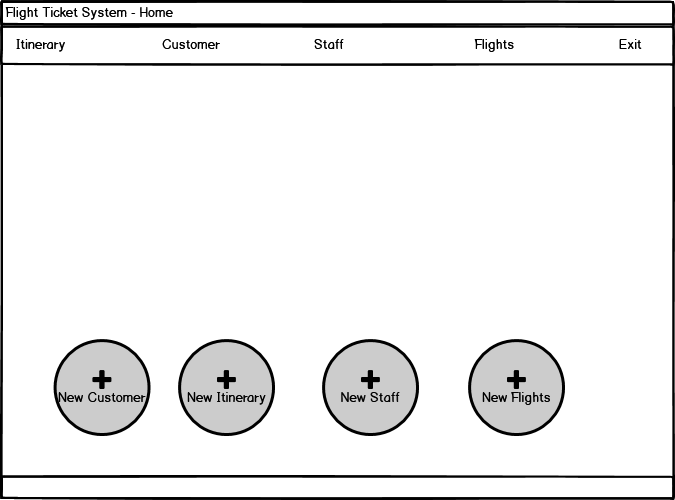 Flight Ticket System - Home
Itinerary Customer Staff Flights Exit
New Customer New Itinerary New Staff New Flights